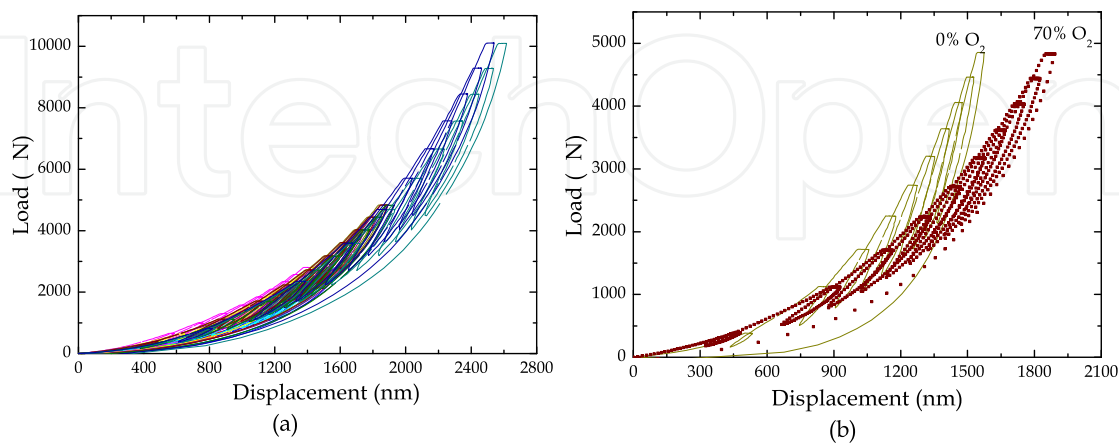 IntechOpen
10000
8000
6000
4000
2000
0
Load ( N)
0 400 800 1200 1600 2000 2400 2800
Displacement (nm)
(a)
5000
4000
3000
2000
1000
0
Load ( N)
0% O2
70% O2
0 300 600 900 1200 1500 1800 2100
Displacement (nm)
(b)